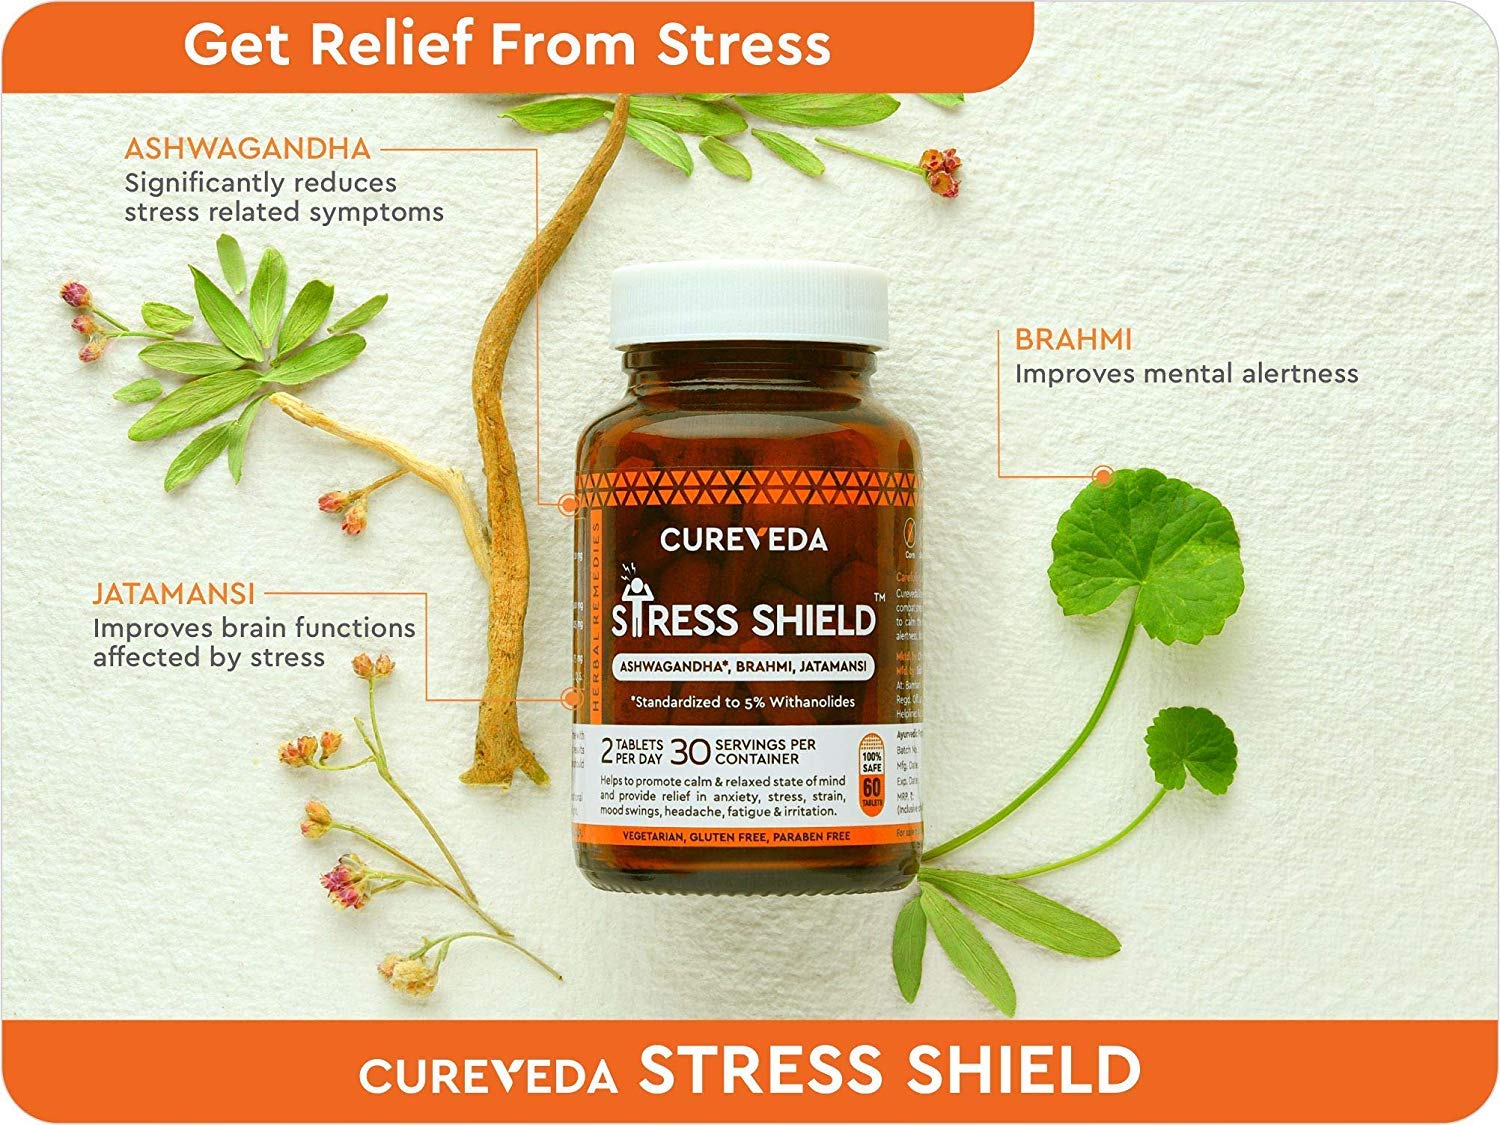 Get Relief From Stress
ASHWAGANDHA
Significantly reduces
stress related symptoms
BRAHMI
Improves mental alertness
JATAMANSI
Improves brain functions
affected by stress
HERBAL REMEDIES
CUREVEDA
STRESS SHIELD™
ASHWAGANDHA*, BRAHMI, JATAMANSI
*Standardized to 5% Withanolides
2 TABLETS PER DAY 30 SERVINGS PER CONTAINER
Helps to promote calm & relaxed state of mind
and provide relief in anxiety, stress, strain,
mood swings, headache, fatigue & irritation.
100%
SAFE
60
TABLETS
VEGETARIAN, GLUTEN FREE, PARABEN FREE
combat
to calm
Mfg. Date
Exp. Date
Batch No.
CUREVEDA STRESS SHIELD